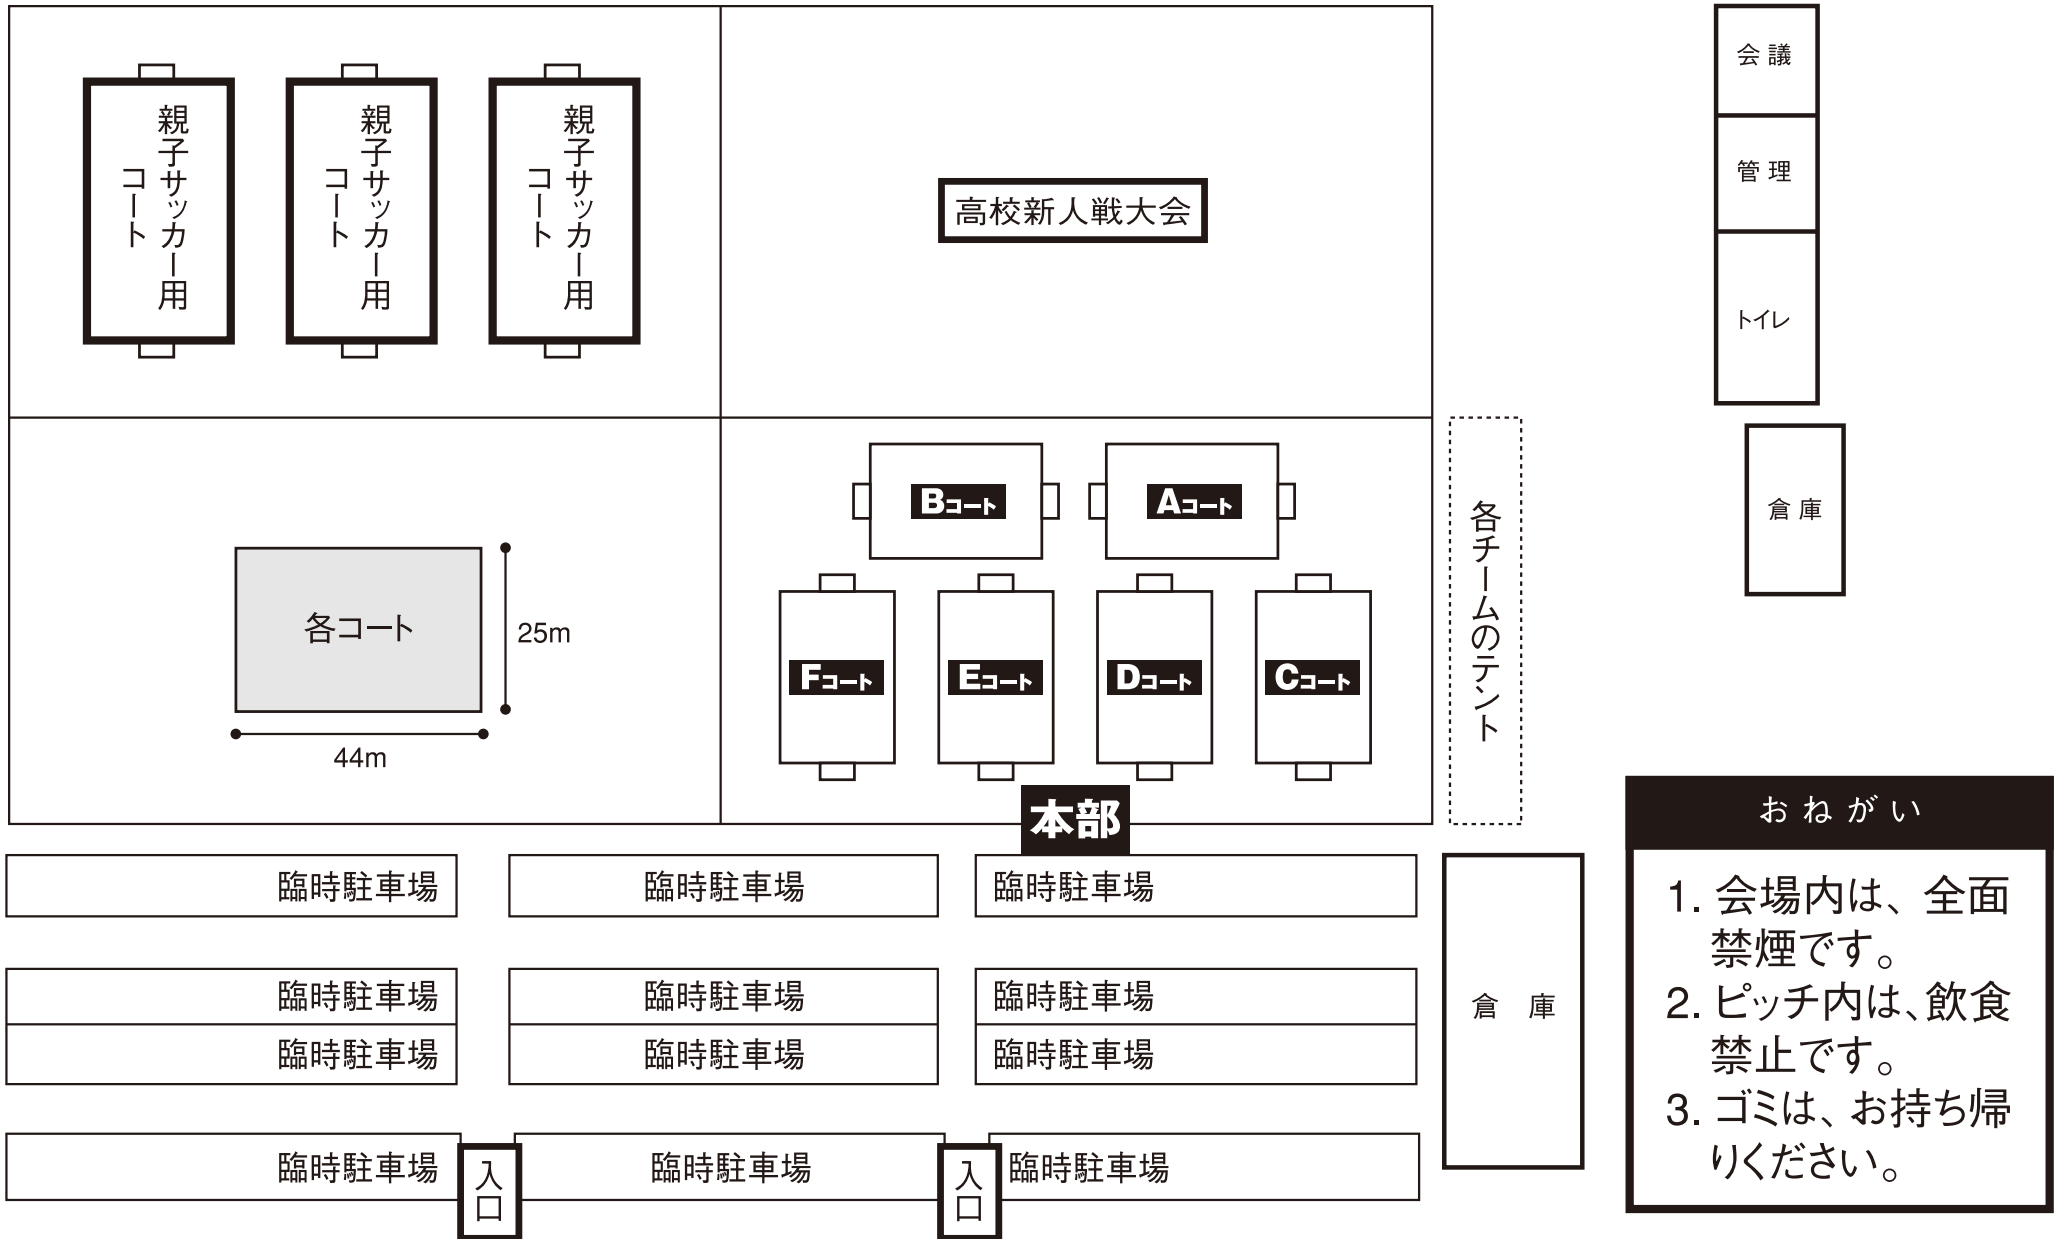 親子サッカー用
コート
親子サッカー用
コート
親子サッカー用
コート
高校新人戦大会
会議
管理
トイレ
倉庫
Bコート
Aコート
Fコート
Eコート
Dコート
Cコート
各チームのテント
各コート
25m
44m
本部
臨時駐車場
臨時駐車場
臨時駐車場
臨時駐車場
臨時駐車場
臨時駐車場
臨時駐車場
臨時駐車場
臨時駐車場
臨時駐車場
臨時駐車場
臨時駐車場
入口
入口
倉庫
おねがい
1. 会場内は、全面
禁煙です。
2. ピッチ内は、飲食
禁止です。
3. ゴミは、お持ち帰
りください。